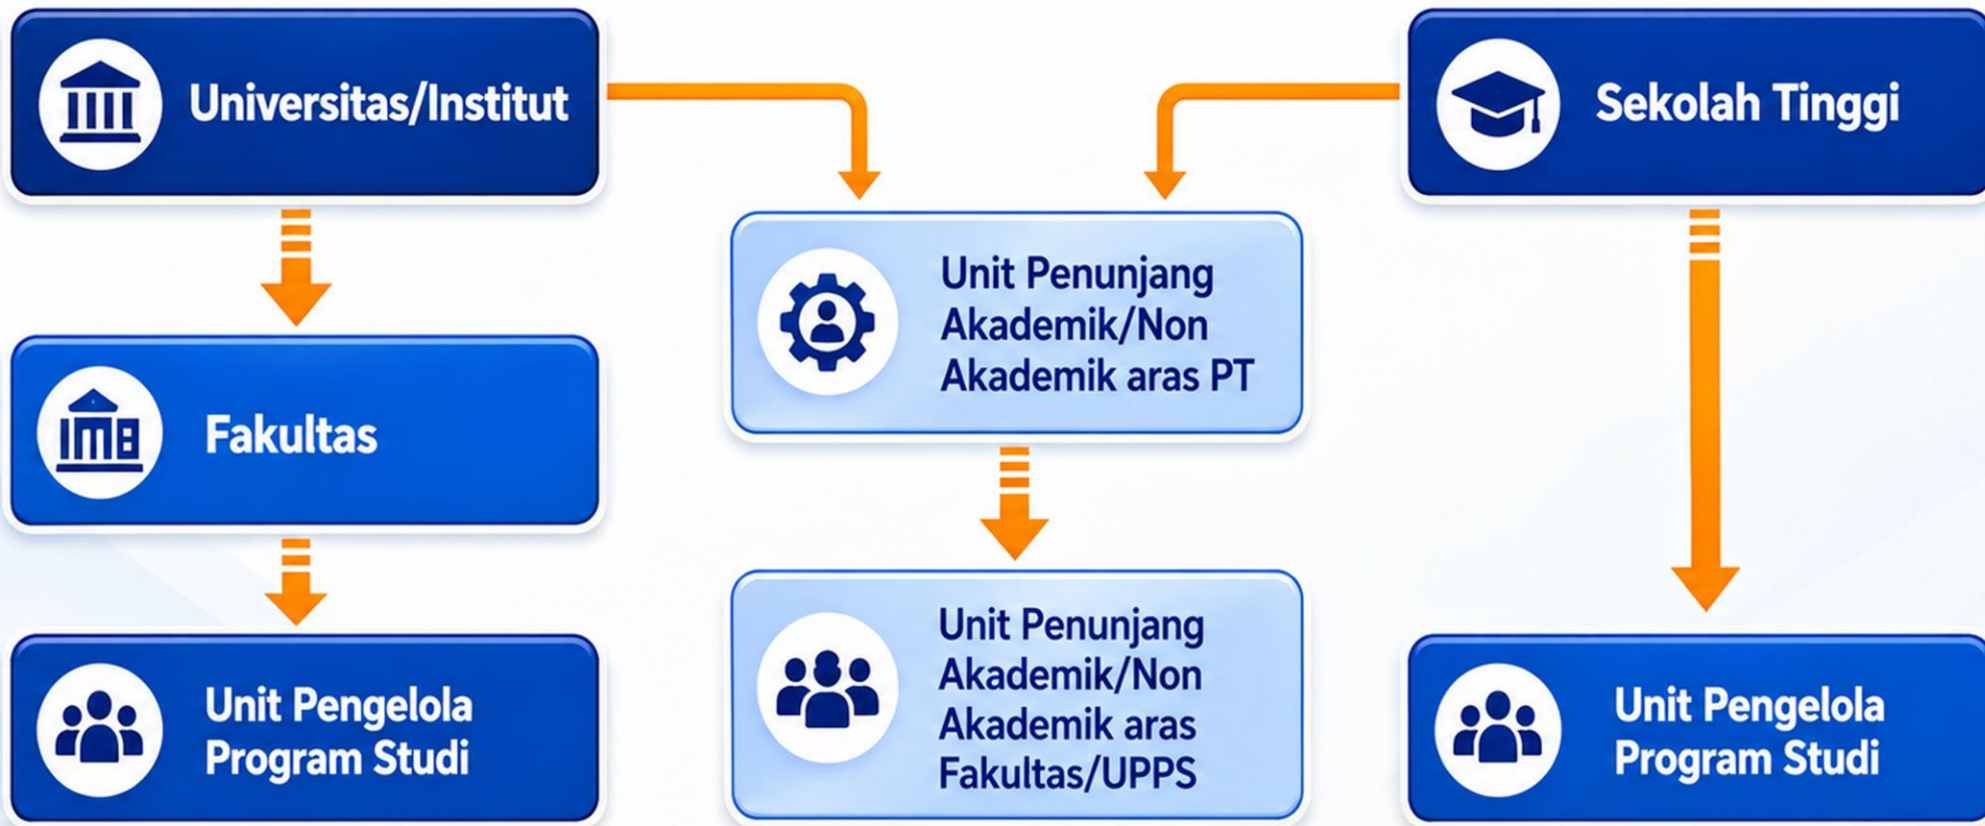 Universitas/Institut
Sekolah Tinggi
Unit Penunjang
Akademik/Non
Akademik aras PT
Fakultas
Unit Pengelola
Program Studi
Unit Penunjang
Akademik/Non
Akademik aras
Fakultas/UPPS
Unit Pengelola
Program Studi